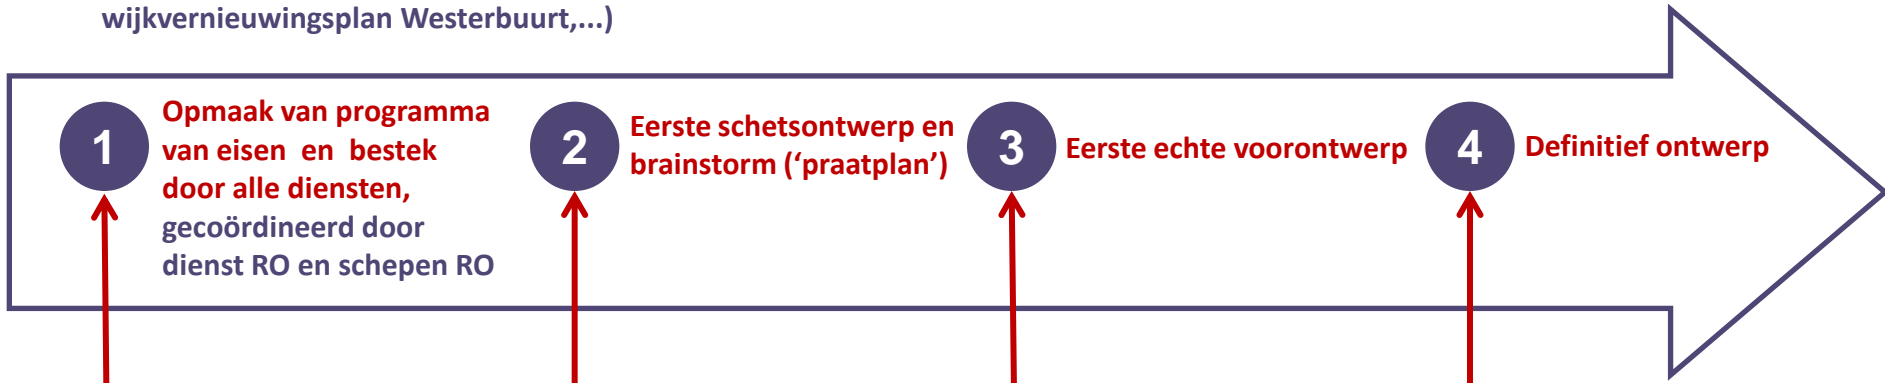 wijkvernieuwingsplan Westerbuurt,...)
1
Opmaak van programma
van eisen en bestek
door alle diensten,
gecoördineerd door
dienst RO en schepen RO
2
Eerste schetsontwerp en
brainstorm (‘praatplan’)
3
Eerste echte voorontwerp
4
Definitief ontwerp